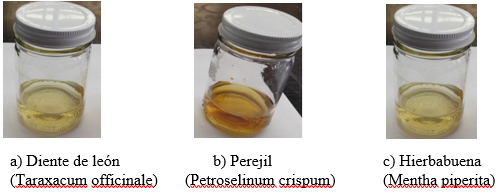 a) Diente de león
(Taraxacum officinale)
b) Perejil
(Petroselinum crispum)
c) Hierbabuena
(Mentha piperita)